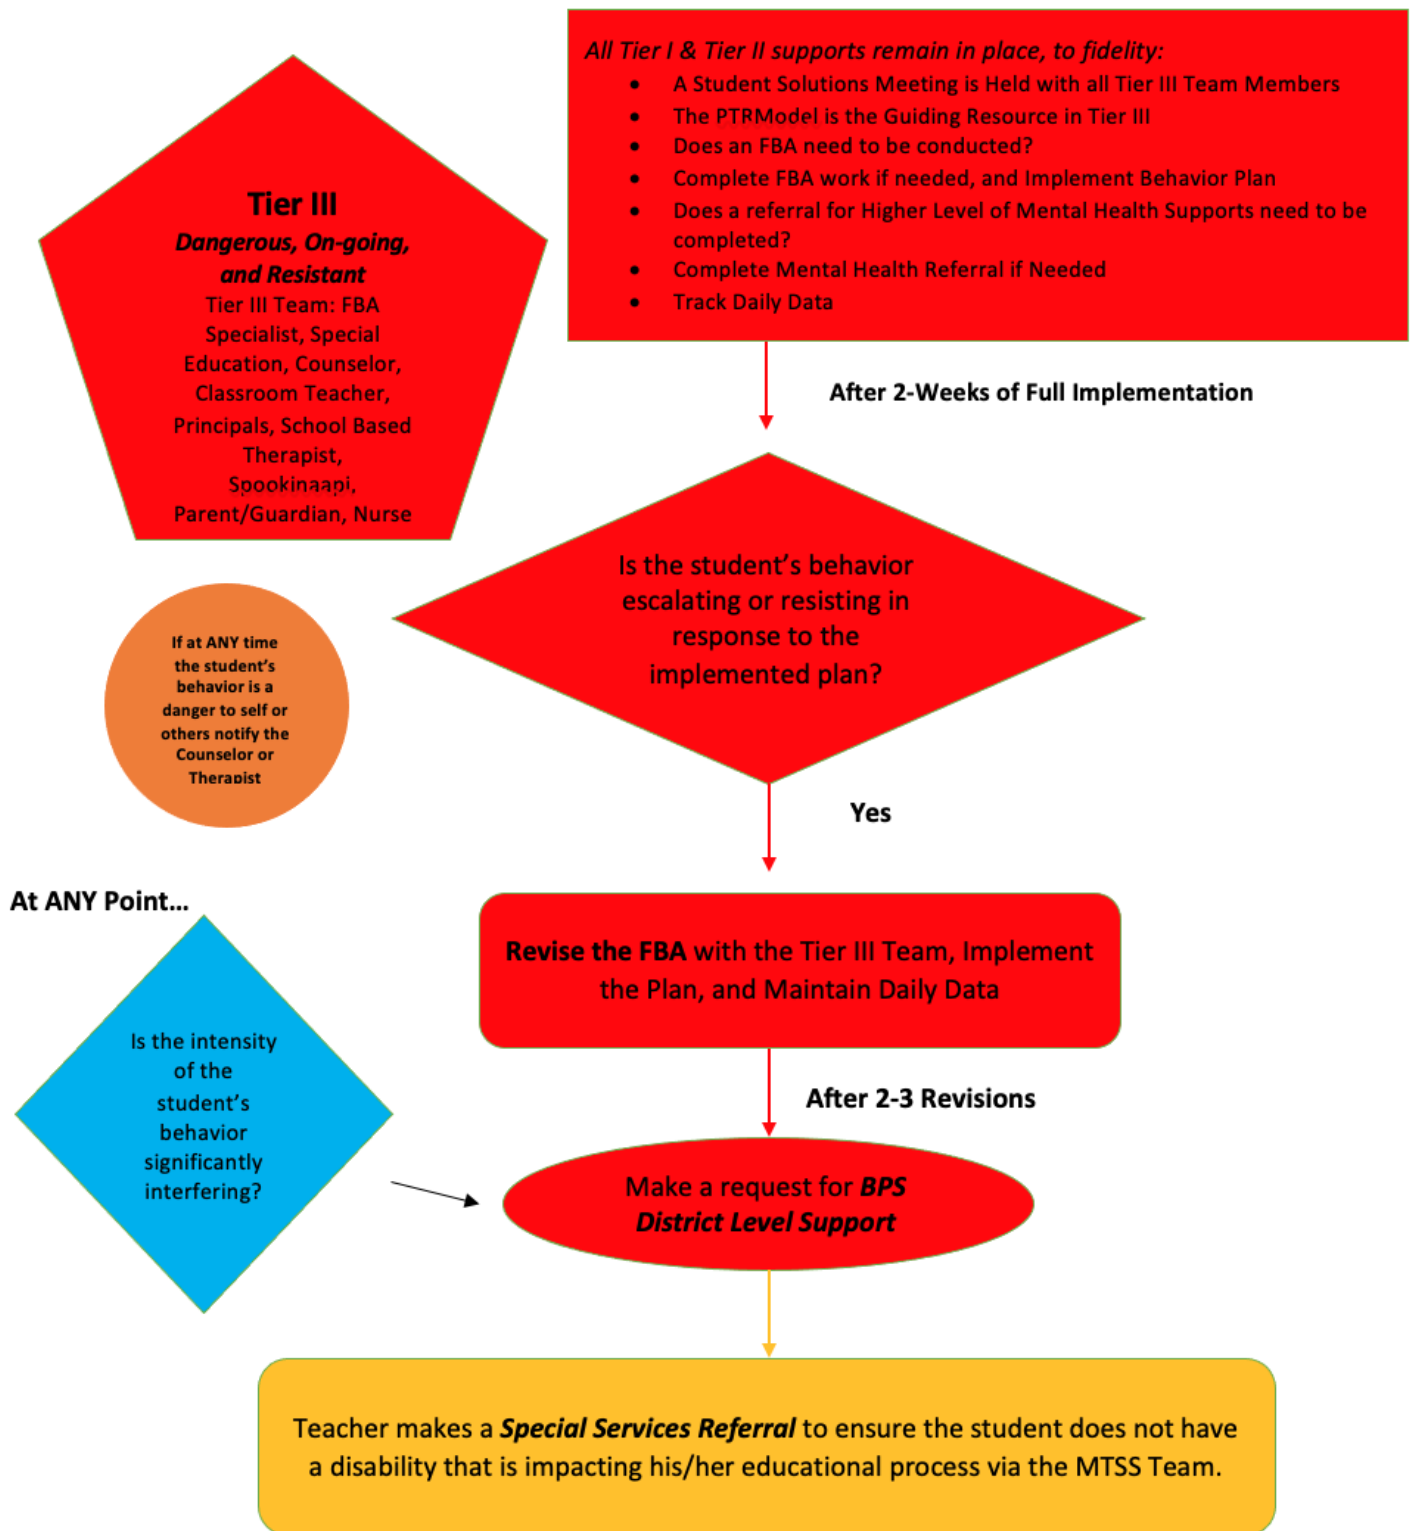 All Tier I & Tier II supports remain in place, to fidelity:
• A Student Solutions Meeting is Held with all Tier III Team Members
• The PTRModel is the Guiding Resource in Tier III
• Does an FBA need to be conducted?
• Complete FBA work if needed, and Implement Behavior Plan
• Does a referral for Higher Level of Mental Health Supports need to be
completed?
• Complete Mental Health Referral if Needed
• Track Daily Data
Tier III
Dangerous, On-going,
and Resistant
Tier III Team: FBA
Specialist, Special
Education, Counselor,
Classroom Teacher,
Principals, School Based
Therapist,
Spookinaapi,
Parent/Guardian, Nurse
After 2-Weeks of Full Implementation
Is the student’s behavior
escalating or resisting in
response to the
implemented plan?
If at ANY time
the student’s
behavior is a
danger to self or
others notify the
Counselor or
Therapist
Yes
At ANY Point…
Revise the FBA with the Tier III Team, Implement
the Plan, and Maintain Daily Data
Is the intensity
of the
student’s
behavior
significantly
interfering?
After 2-3 Revisions
Make a request for BPS
District Level Support
Teacher makes a Special Services Referral to ensure the student does not have
a disability that is impacting his/her educational process via the MTSS Team.